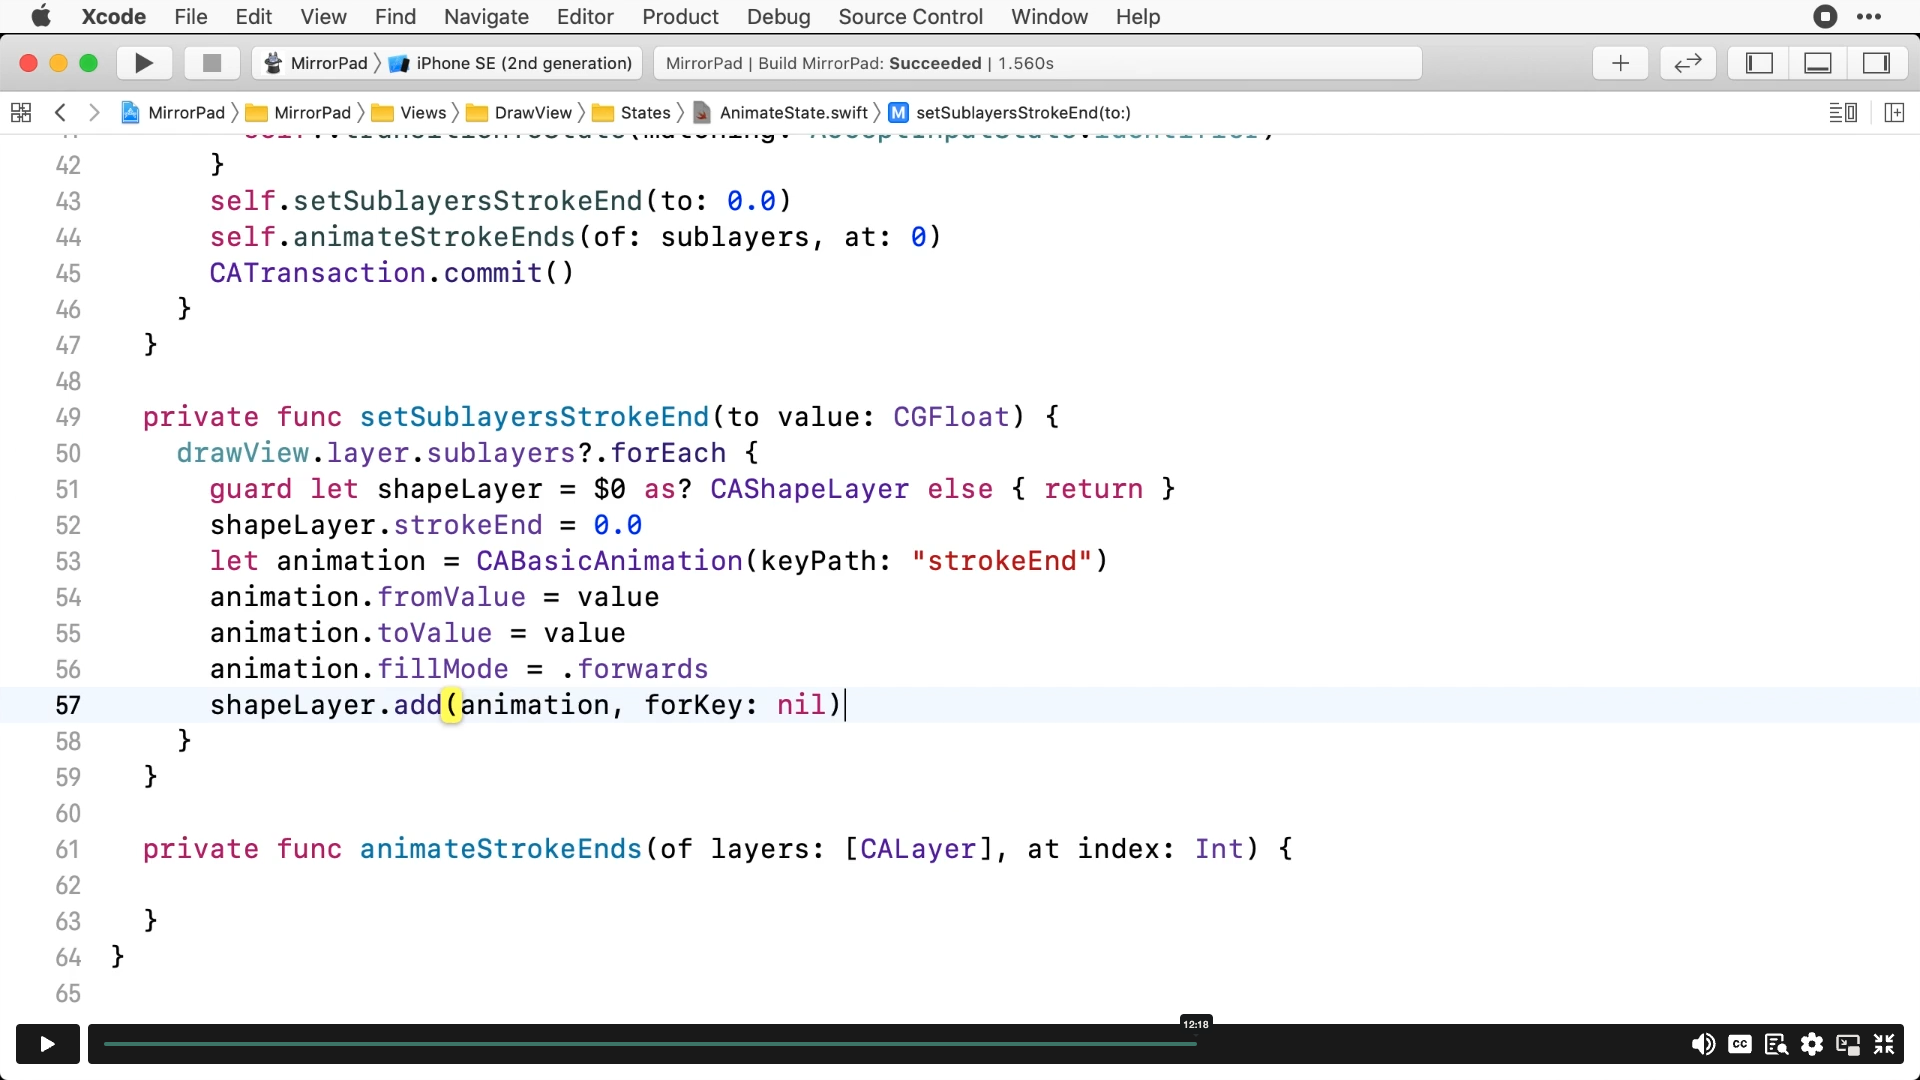 Xcode File Edit View Find Navigate Editor Product Debug Source Control Window Help
MirrorPad iPhone SE (2nd generation) MirrorPad | Build MirrorPad: Succeeded | 1.560s
MirrorPad MirrorPad Views DrawView States AnimateState.swift M setSublayersStrokeEnd(to:)
42 }
43 self.setSublayersStrokeEnd(to: 0.0)
44 self.animateStrokeEnds(of: sublayers, at: 0)
45 CATransaction.commit()
46 }
47 }
48
49 private func setSublayersStrokeEnd(to value: CGFloat) {
50 drawView.layer.sublayers?.forEach {
51 guard let shapeLayer = $0 as? CAShapeLayer else { return }
52 shapeLayer.strokeEnd = 0.0
53 let animation = CABasicAnimation(keyPath: "strokeEnd")
54 animation.fromValue = value
55 animation.toValue = value
56 animation.fillMode = .forwards
57 shapeLayer.add(animation, forKey: nil)
58 }
59 }
60
61 private func animateStrokeEnds(of layers: [CALayer], at index: Int) {
62
63 }
64 }
65
12:18
CC